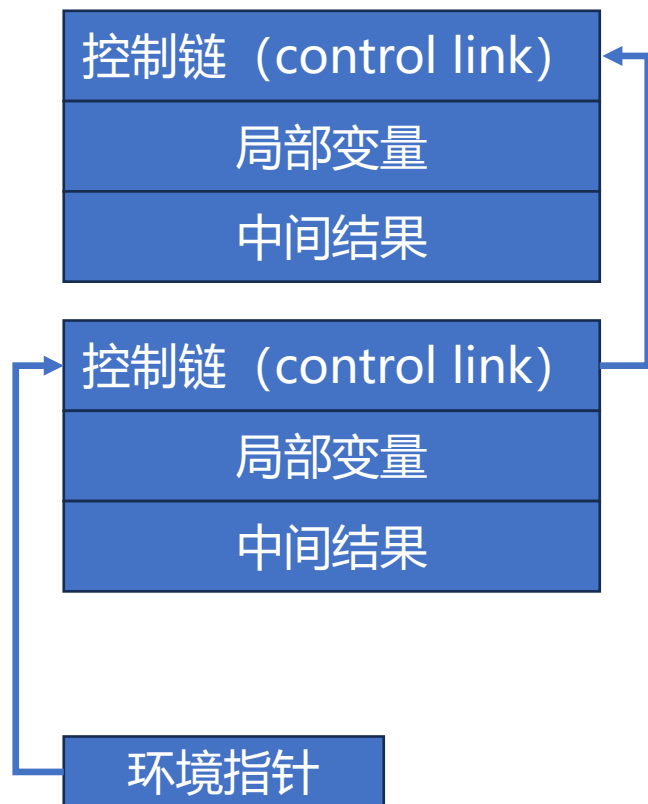 控制链（control link）
局部变量
中间结果
控制链（control link）
局部变量
中间结果
环境指针